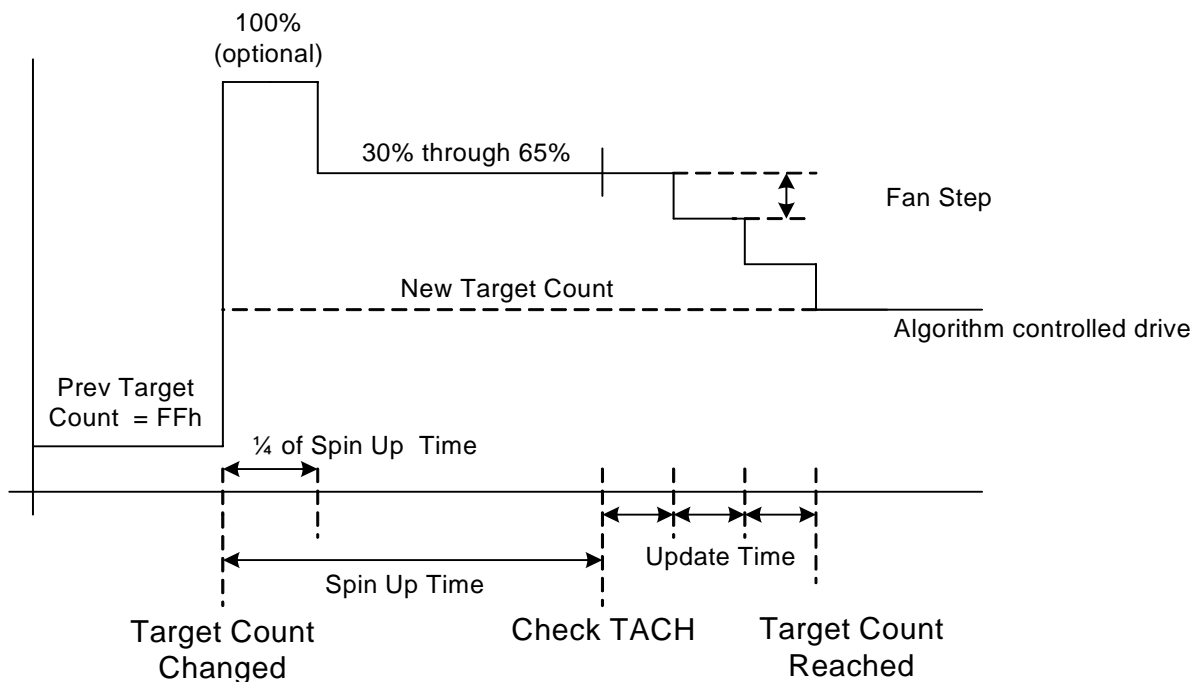 100%
(optional)
30% through 65%
Fan Step
New Target Count
Algorithm controlled drive
Prev Target
Count = FFh
¼ of Spin Up Time
Update Time
Spin Up Time
Target Count
Changed
Check TACH
Target Count
Reached